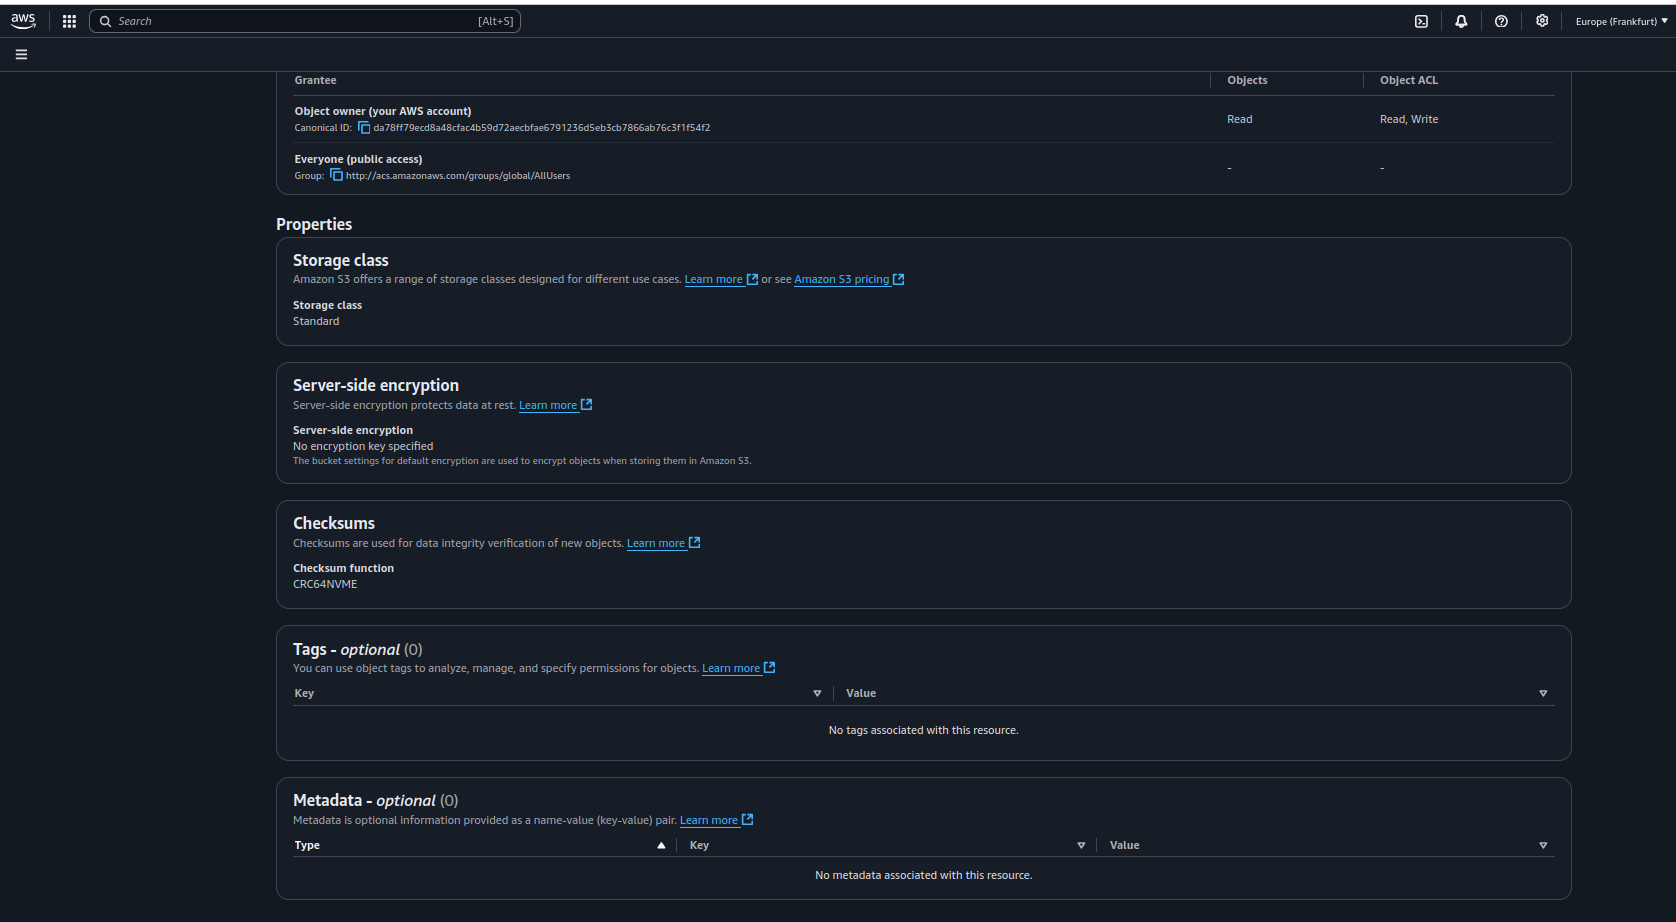 aws
Search [Alt+S] Europe (Frankfurt)
Grantee Objects Object ACL
Object owner (your AWS account)
Canonical ID: da78ff79ecd8a48cfac4b59d72aecbfae6791236d5eb3cb7866ab76c3f1f54f2
Read Read, Write
Everyone (public access)
Group: http://acs.amazonaws.com/groups/global/AllUsers
- -
Properties
Storage class
Amazon S3 offers a range of storage classes designed for different use cases. Learn more or see Amazon S3 pricing
Storage class
Standard
Server-side encryption
Server-side encryption protects data at rest. Learn more
Server-side encryption
No encryption key specified
The bucket settings for default encryption are used to encrypt objects when storing them in Amazon S3.
Checksums
Checksums are used for data integrity verification of new objects. Learn more
Checksum function
CRC64NVME
Tags - optional (0)
You can use object tags to analyze, manage, and specify permissions for objects. Learn more
Key Value
No tags associated with this resource.
Metadata - optional (0)
Metadata is optional information provided as a name-value (key-value) pair. Learn more
Type Key Value
No metadata associated with this resource.